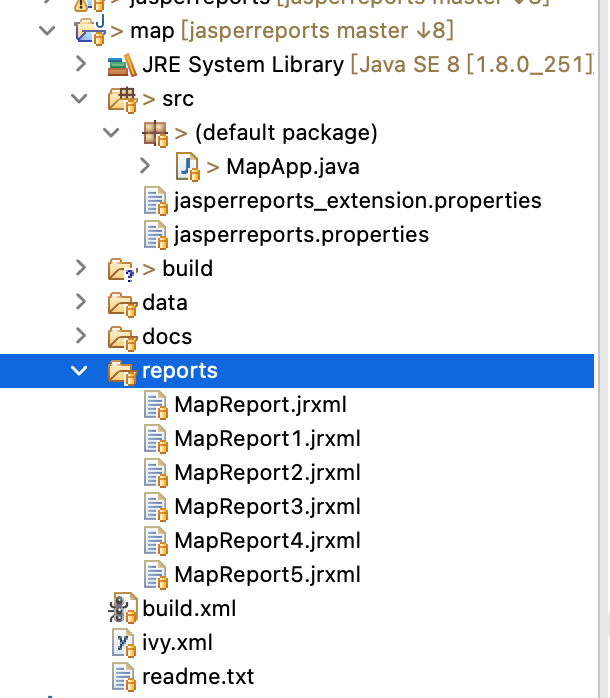 jasperreports [jasperreports master ↓8]
> map [jasperreports master ↓8]
JRE System Library [Java SE 8 [1.8.0_251]
> src
> (default package)
> MapApp.java
jasperreports_extension.properties
jasperreports.properties
> build
data
docs
reports
MapReport.jrxml
MapReport1.jrxml
MapReport2.jrxml
MapReport3.jrxml
MapReport4.jrxml
MapReport5.jrxml
build.xml
ivy.xml
readme.txt